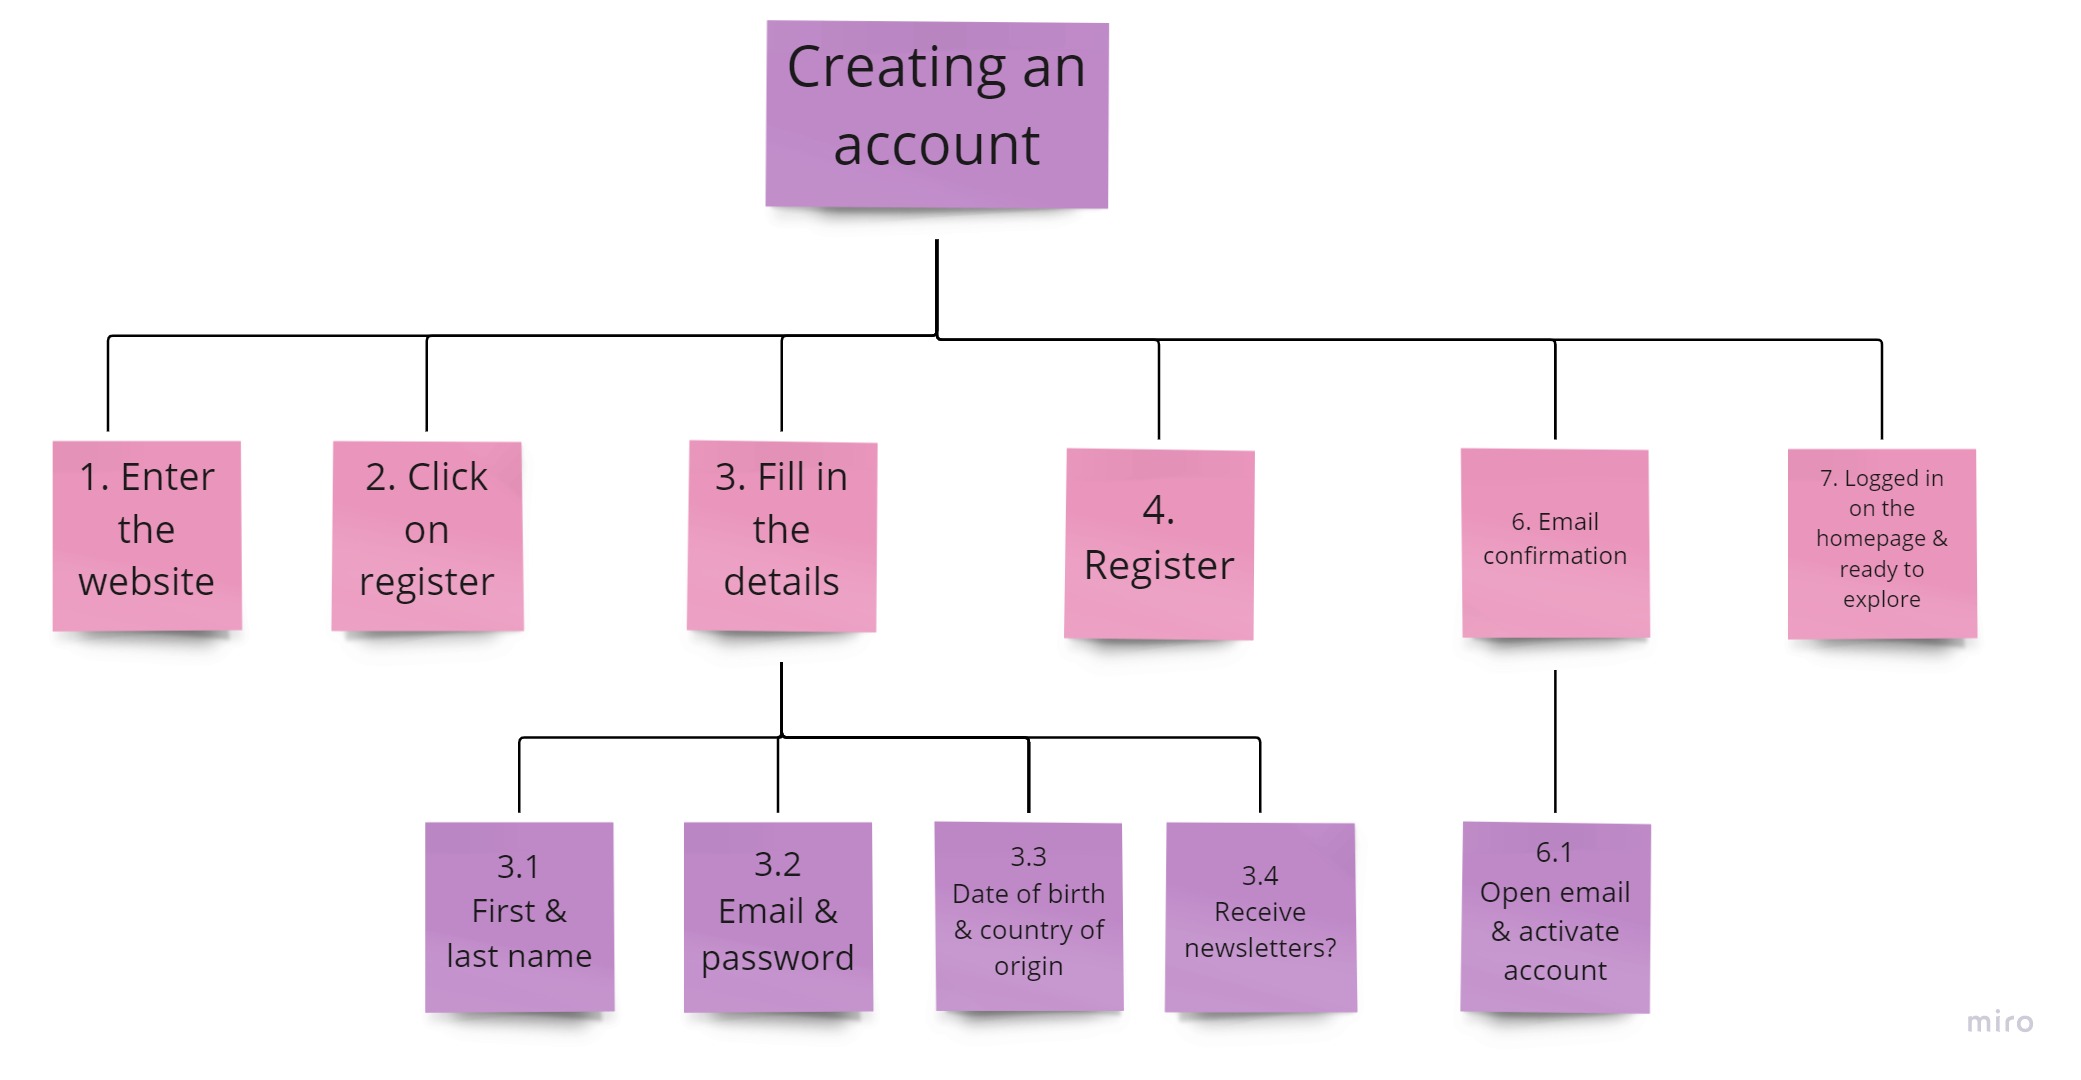 Creating an
account
1. Enter
the
website
2. Click
on
register
3. Fill in
the
details
4.
Register
6. Email
confirmation
7. Logged in
on the
homepage &
ready to
explore
3.1
First &
last name
3.2
Email &
password
3.3
Date of birth
& country of
origin
3.4
Receive
newsletters?
6.1
Open email
& activate
account
miro